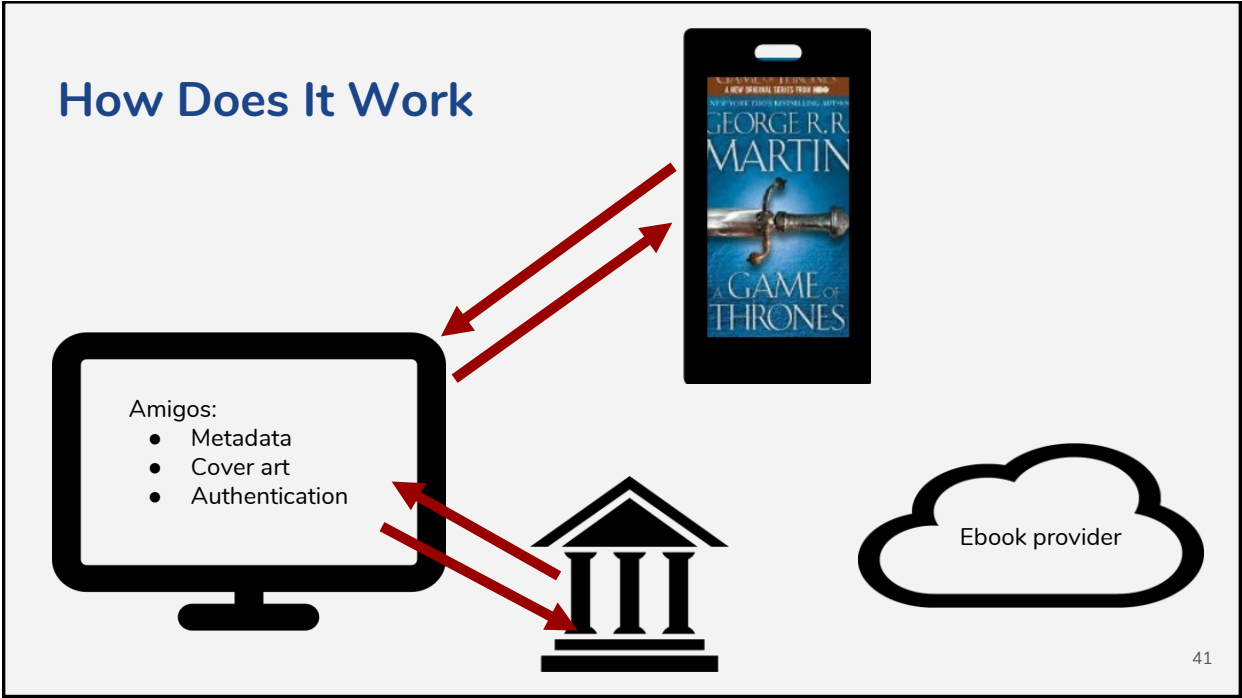 How Does It Work
GAME OF THRONES
A NEW ORIGINAL SERIES FROM HBO
NEW YORK TIMES BESTSELLING AUTHO
GEORGE R.R.
MARTIN
A GAME OF
THRONES
Amigos:
● Metadata
● Cover art
● Authentication
Ebook provider
41